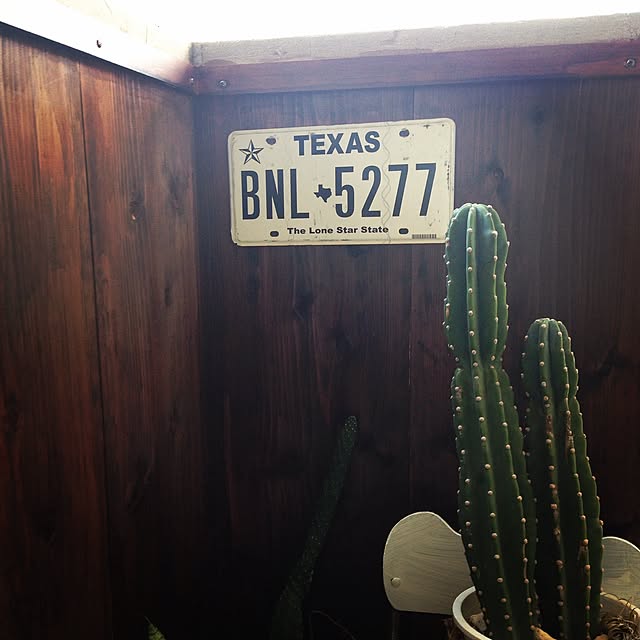 TEXAS
BNL 5277
The Lone Star State